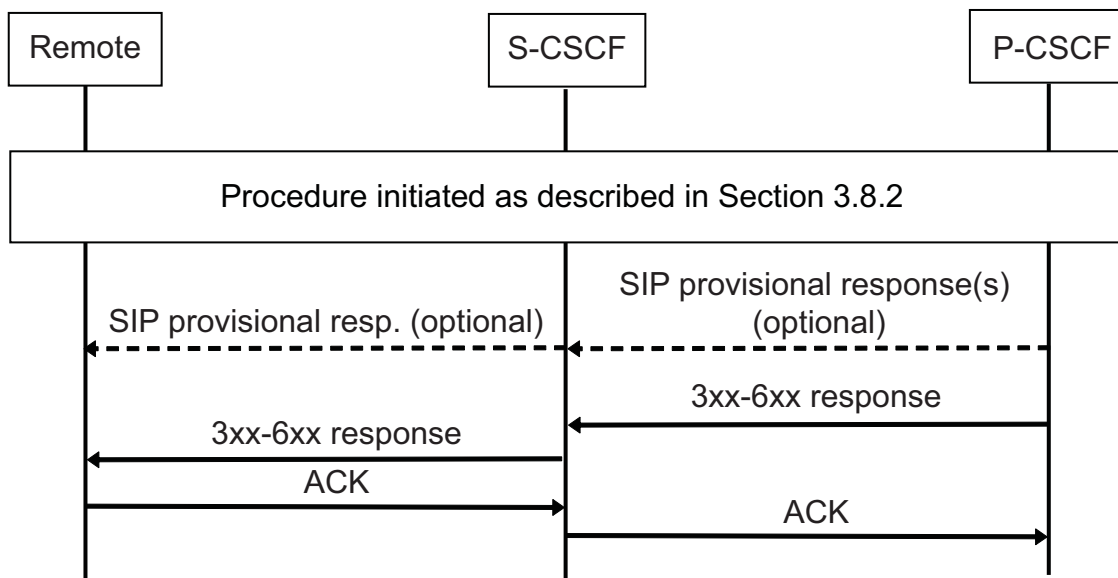 Remote
S-CSCF
P-CSCF
Procedure initiated as described in Section 3.8.2
SIP provisional response(s)
(optional)
SIP provisional resp. (optional)
3xx-6xx response
3xx-6xx response
ACK
ACK